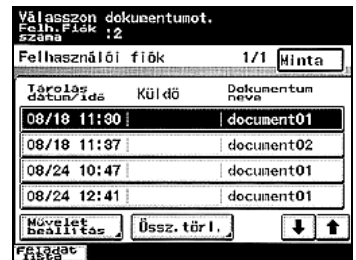 Válasszon dokumentumot.
Felh.Fiók száma :2
Felhasználói fiók 1/1 Minta
Tárolás dátum/idő Küldő Dokumentum neve
08/18 11:30 document01
08/18 11:37 document02
08/24 10:47 document01
08/24 12:41 document01
Művelet beállítás Össz.törl.
Feladat lista